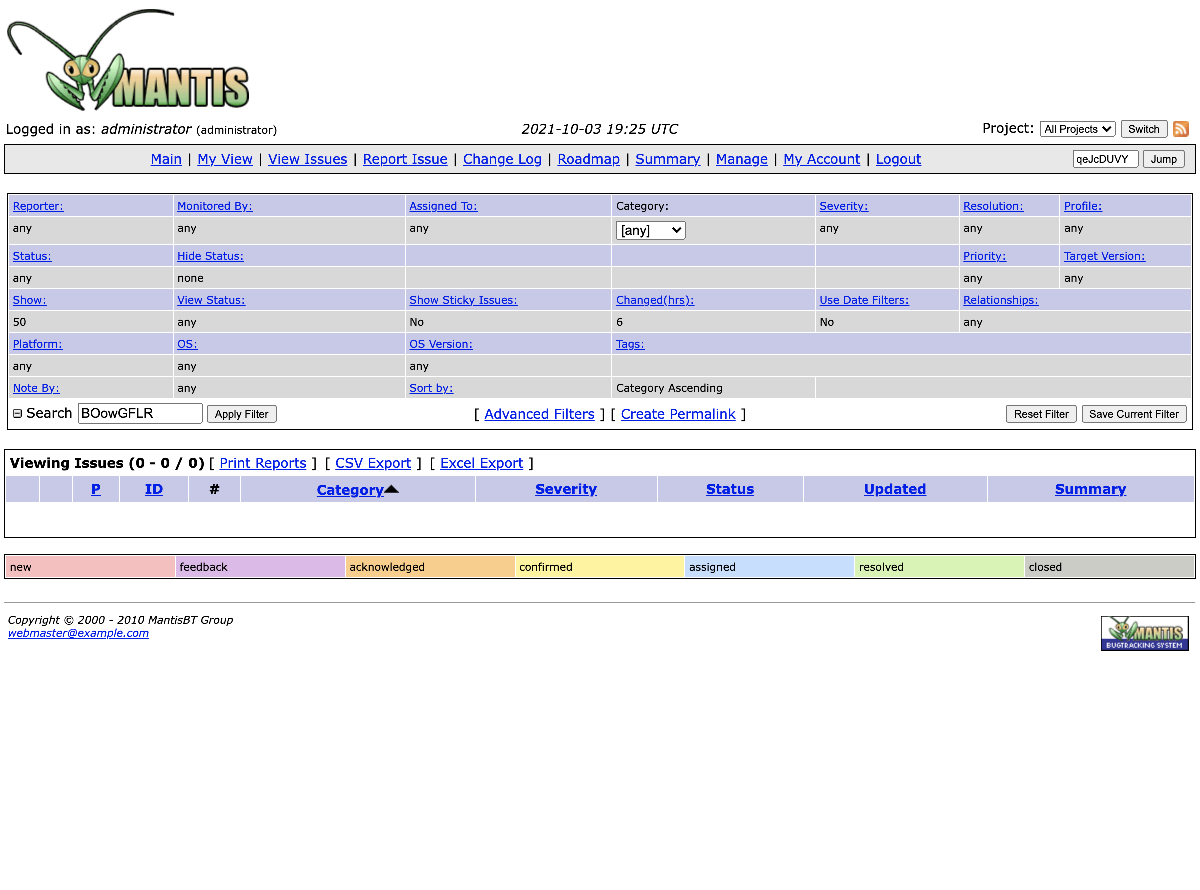 MANTIS
Logged in as: administrator (administrator) 2021-10-03 19:25 UTC Project: All Projects Switch
Main | My View | View Issues | Report Issue | Change Log | Roadmap | Summary | Manage | My Account | Logout qeJcDUVY Jump
Reporter: Monitored By: Assigned To: Category: Severity: Resolution: Profile:
any any any [any] any any any
Status: Hide Status: Priority: Target Version:
any none any any
Show: View Status: Show Sticky Issues: Changed(hrs): Use Date Filters: Relationships:
50 any No 6 No any
Platform: OS: OS Version: Tags:
any any any
Note By: any Sort by: Category Ascending
Search BOowGFLR Apply Filter [ Advanced Filters ] [ Create Permalink ] Reset Filter Save Current Filter
Viewing Issues (0 - 0 / 0) [ Print Reports ] [ CSV Export ] [ Excel Export ]
P ID # Category Severity Status Updated Summary
new feedback acknowledged confirmed assigned resolved closed
Copyright © 2000 - 2010 MantisBT Group
webmaster@example.com
MANTIS
BUGTRACKING SYSTEM